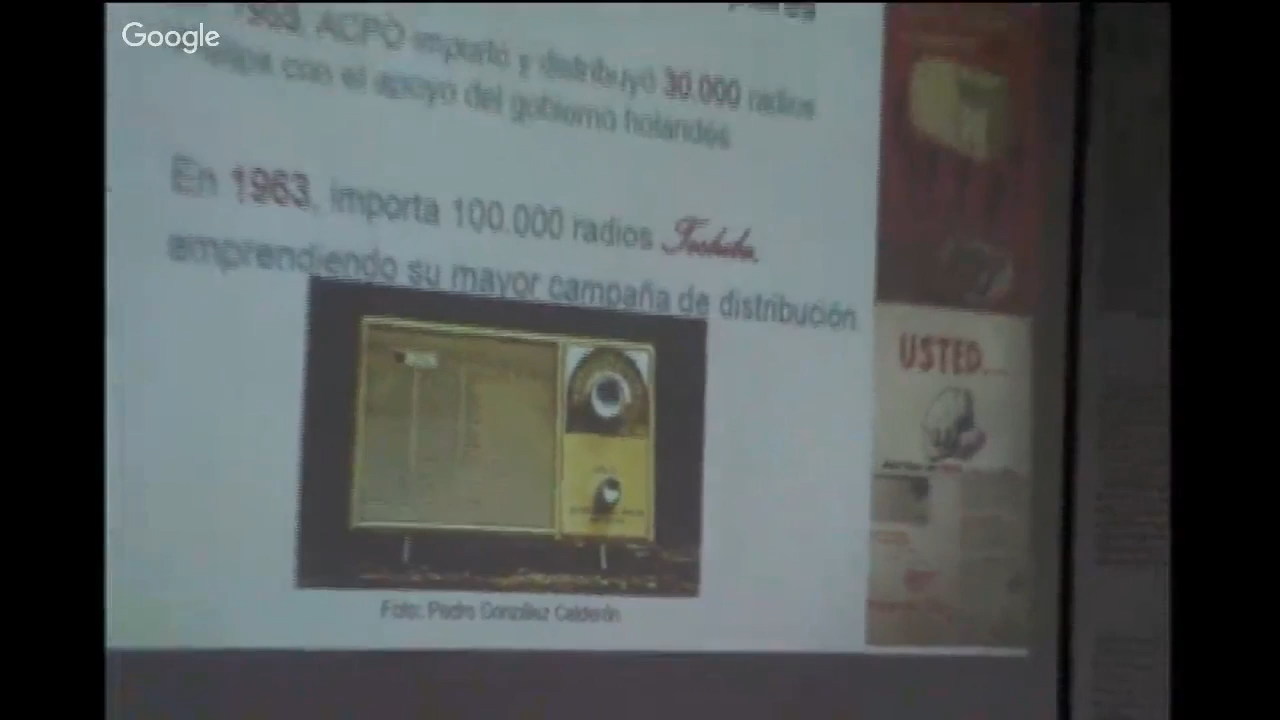 Google
ACPO importó y distribuyó 30.000 radios
con el apoyo del gobierno holandés
En 1963, importa 100.000 radios Toshiba,
emprendiendo su mayor campaña de distribución
Foto: Pedro González Calderón
USTED...